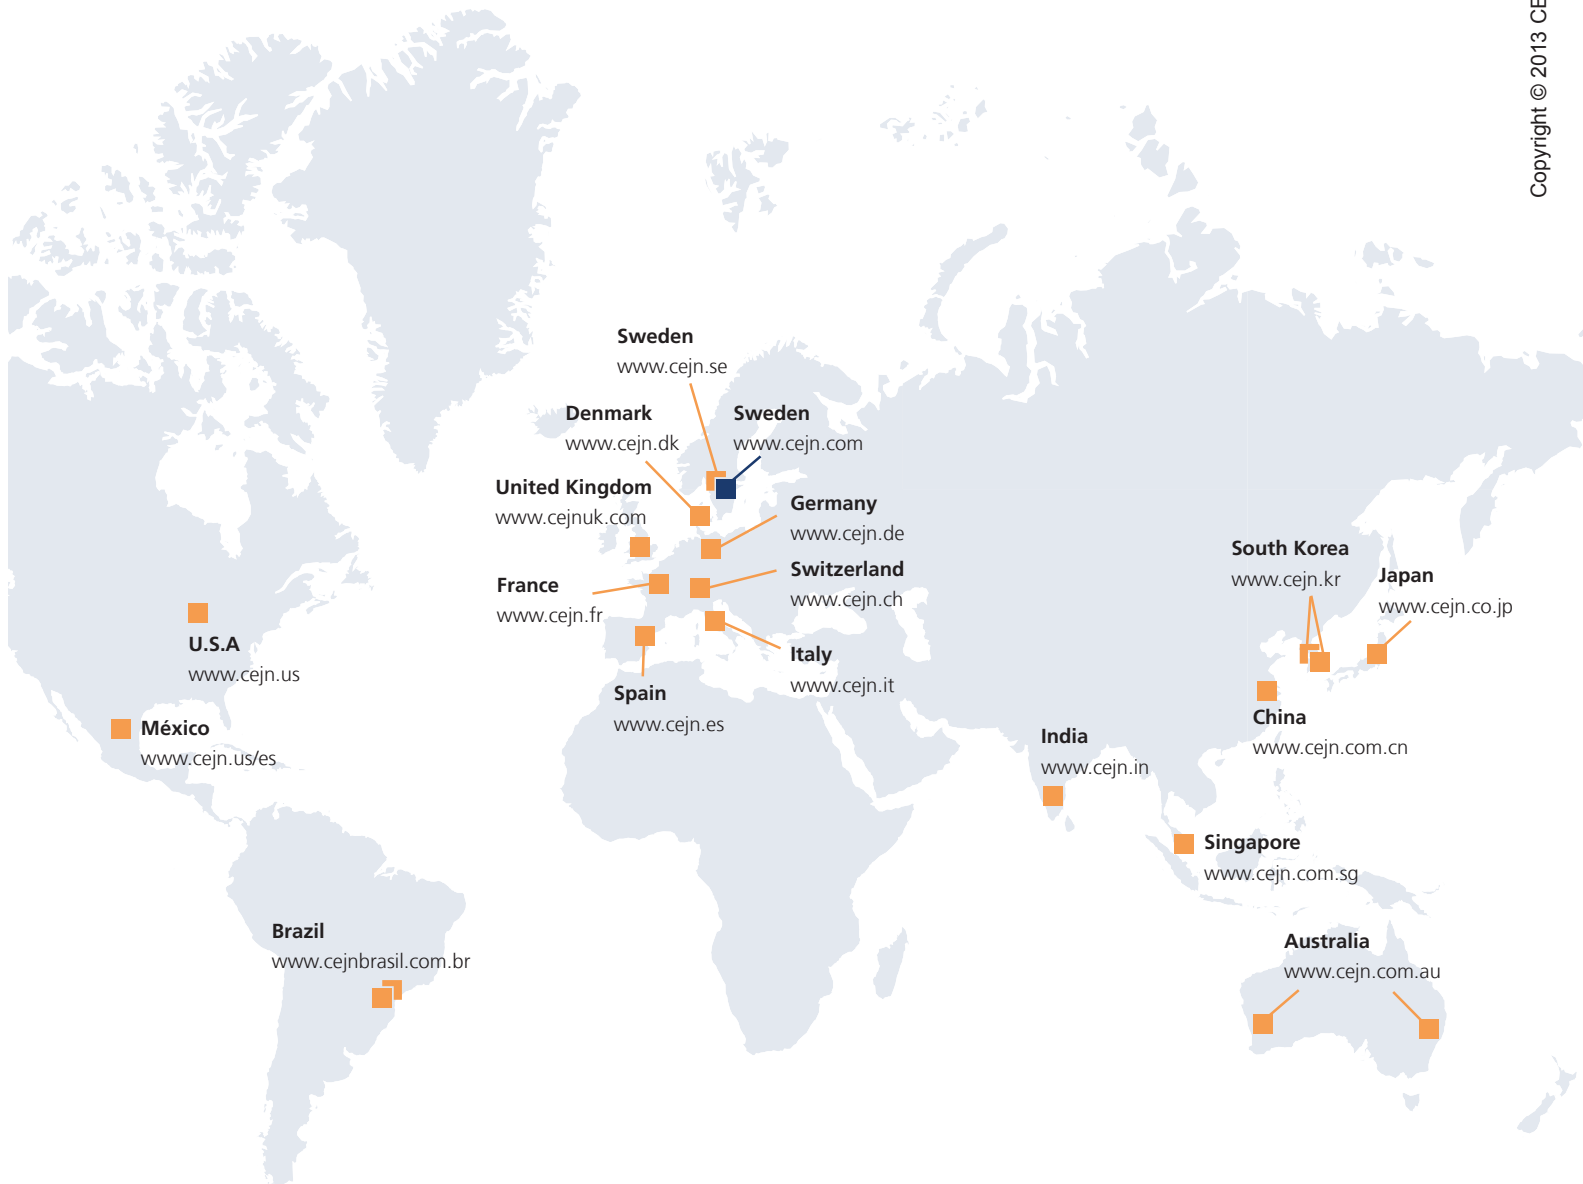 Copyright © 2013 CE
Sweden
www.cejn.se
Denmark
www.cejn.dk
Sweden
www.cejn.com
United Kingdom
www.cejnuk.com
Germany
www.cejn.de
France
www.cejn.fr
Switzerland
www.cejn.ch
Italy
www.cejn.it
Spain
www.cejn.es
U.S.A
www.cejn.us
México
www.cejn.us/es
South Korea
www.cejn.kr
Japan
www.cejn.co.jp
China
www.cejn.com.cn
India
www.cejn.in
Singapore
www.cejn.com.sg
Brazil
www.cejnbrasil.com.br
Australia
www.cejn.com.au